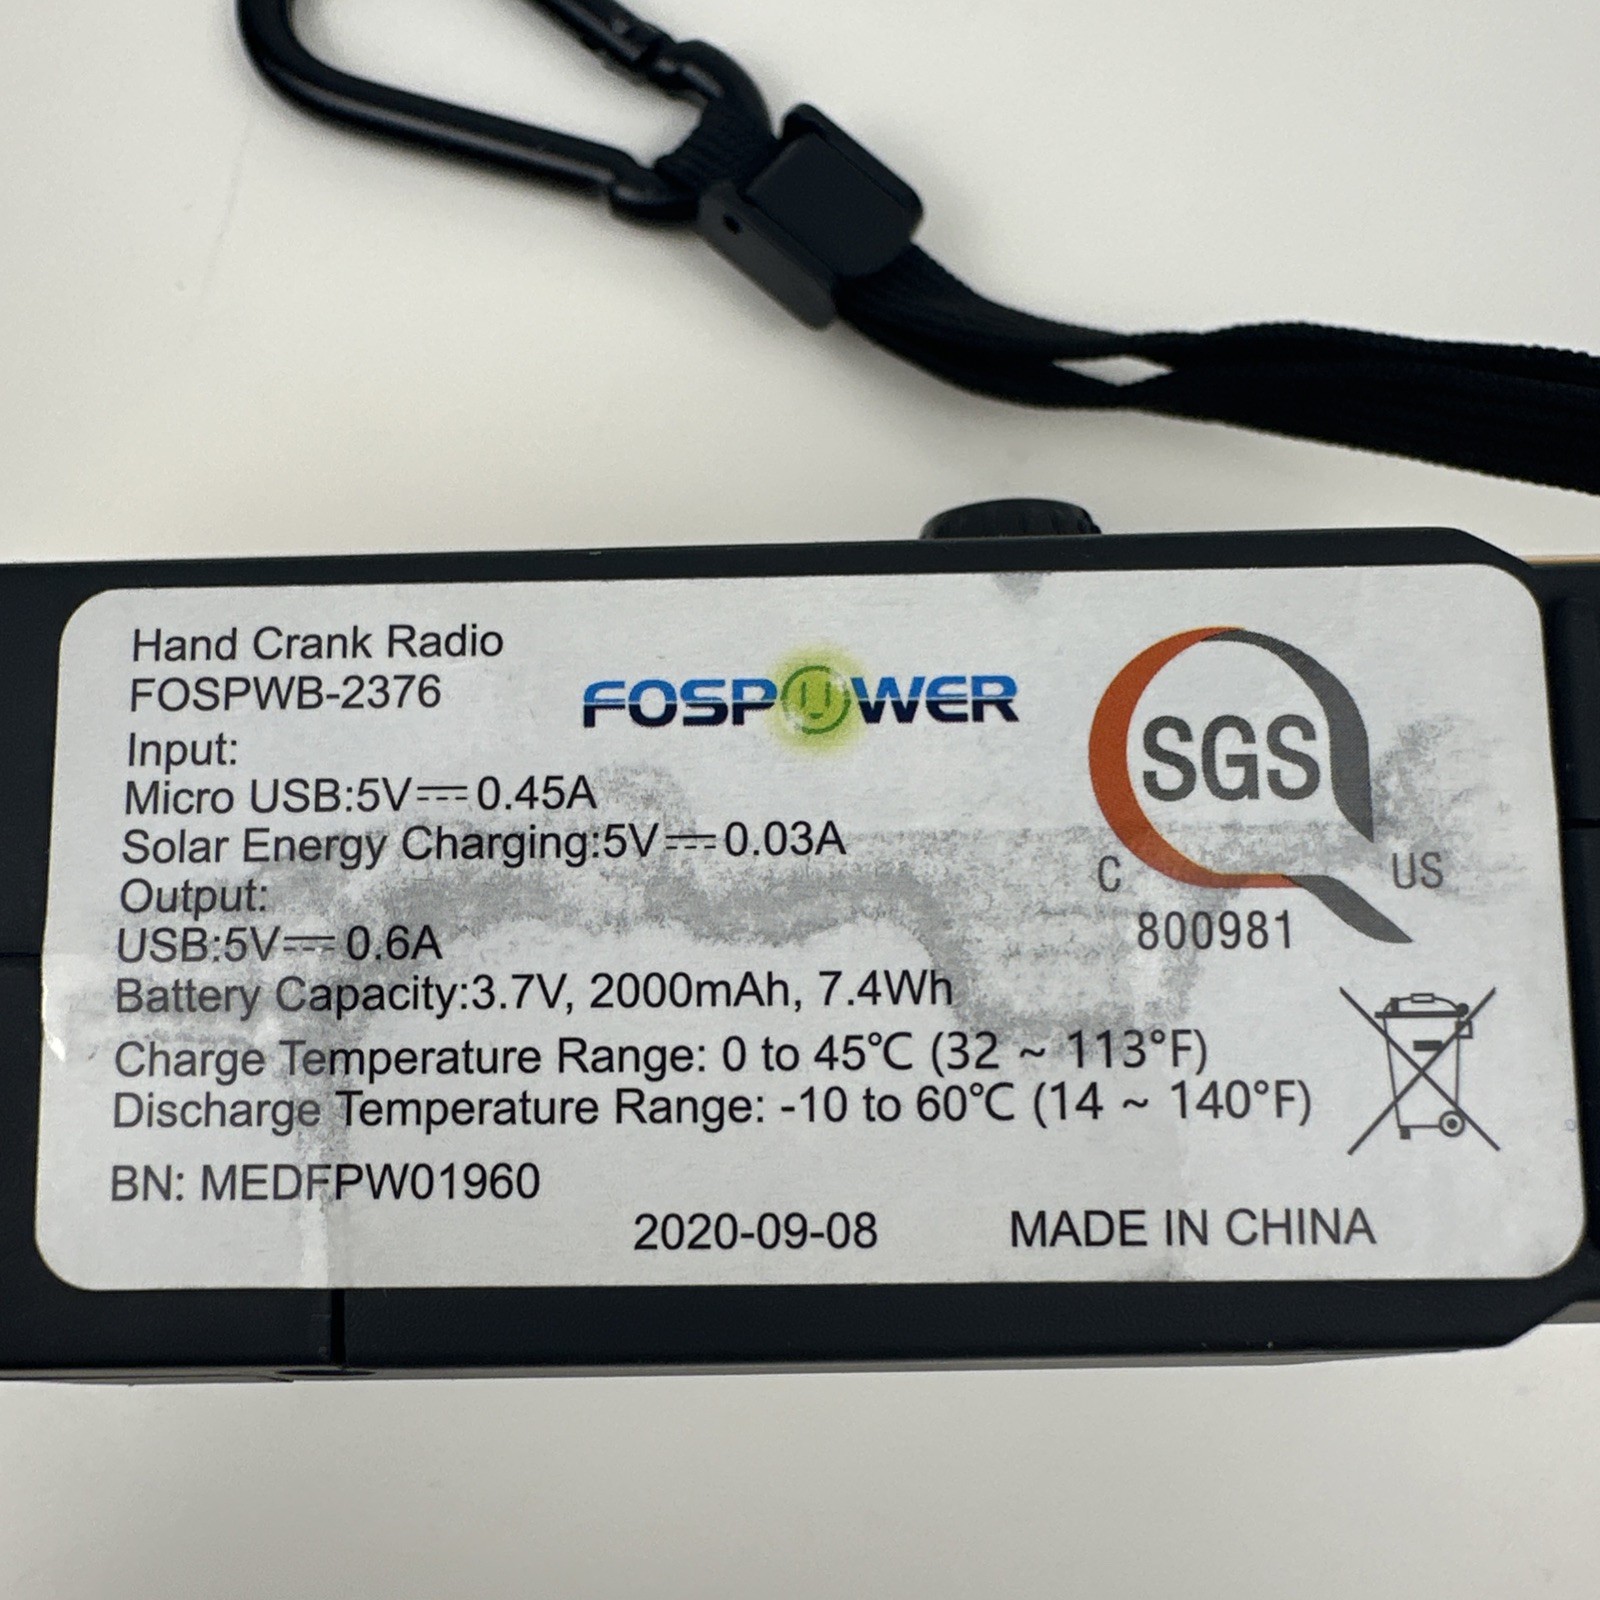 Hand Crank Radio
FOSPWB-2376
Input:
Micro USB:5V⎓0.45A
Solar Energy Charging:5V⎓0.03A
Output:
USB:5V⎓0.6A
Battery Capacity:3.7V, 2000mAh, 7.4Wh
Charge Temperature Range: 0 to 45℃ (32 ~ 113°F)
Discharge Temperature Range: -10 to 60℃ (14 ~ 140°F)
BN: MEDFPW01960
2020-09-08
MADE IN CHINA
FOSPOWER
SGS
C US
800981